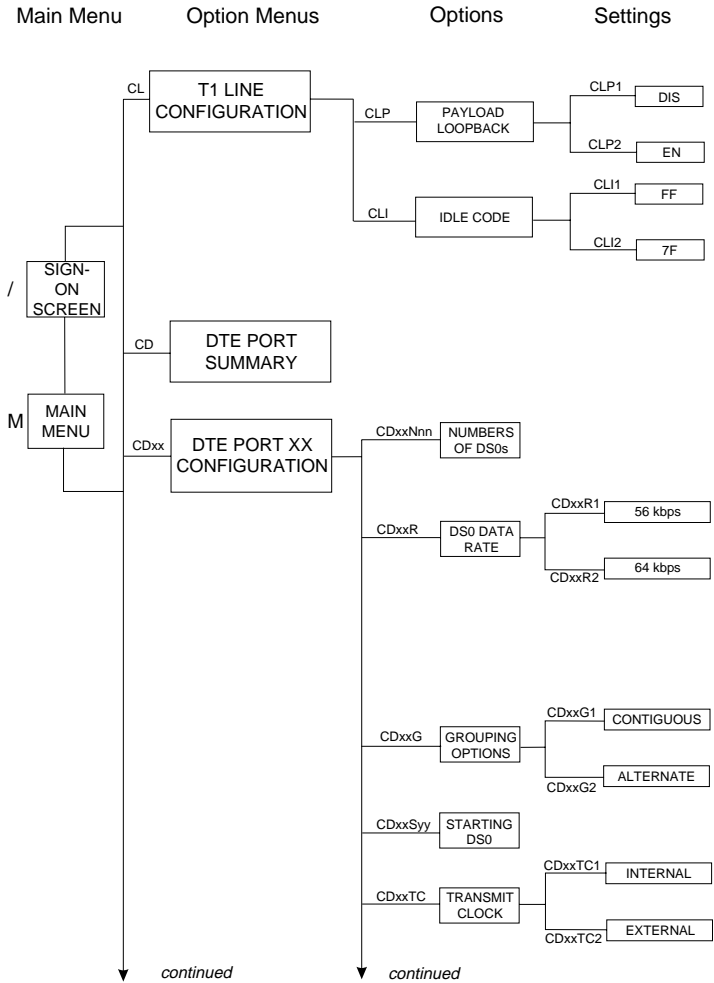 Main Menu
Option Menus
Options
Settings
CL
T1 LINE
CONFIGURATION
CLP
PAYLOAD
LOOPBACK
CLP1
DIS
CLP2
EN
CLI
IDLE CODE
CLI1
FF
CLI2
7F
/
SIGN-
ON
SCREEN
CD
DTE PORT
SUMMARY
M
MAIN
MENU
CDxx
DTE PORT XX
CONFIGURATION
CDxxNnn
NUMBERS
OF DS0s
CDxxR
DS0 DATA
RATE
CDxxR1
56 kbps
CDxxR2
64 kbps
CDxxG
GROUPING
OPTIONS
CDxxG1
CONTIGUOUS
CDxxG2
ALTERNATE
CDxxSyy
STARTING
DS0
CDxxTC
TRANSMIT
CLOCK
CDxxTC1
INTERNAL
CDxxTC2
EXTERNAL
continued
continued